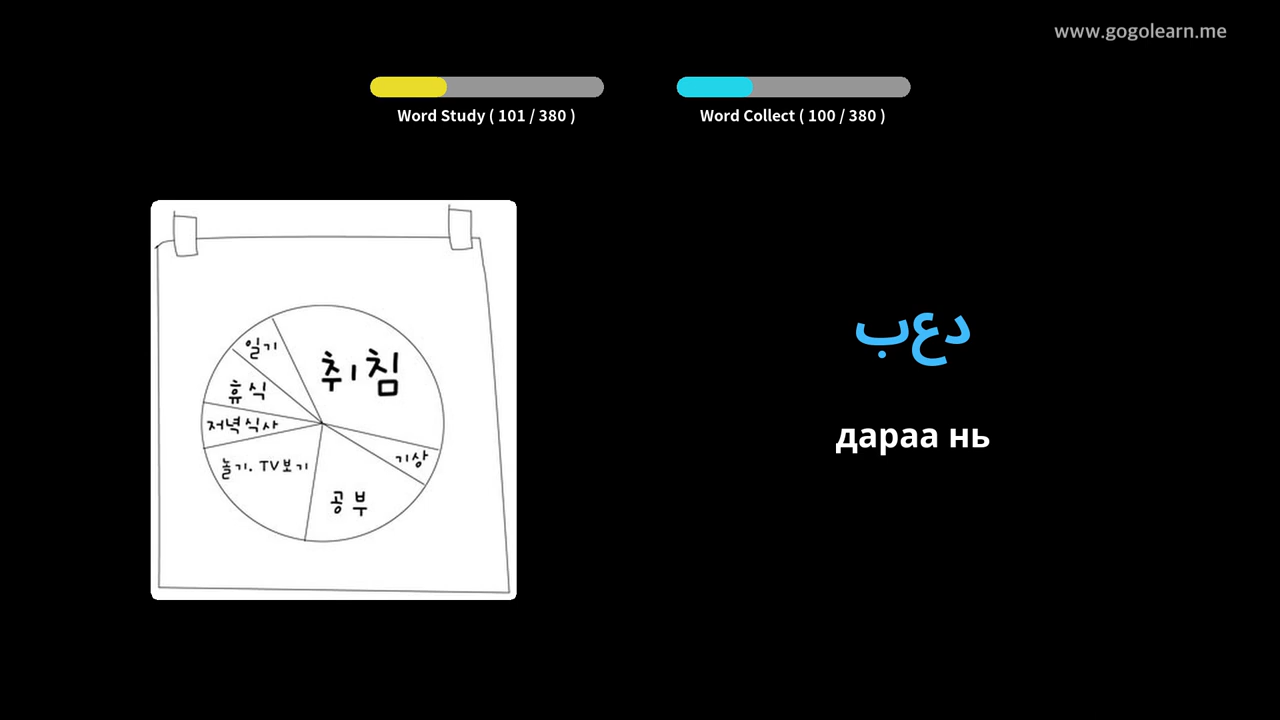 www.gogolearn.me
Word Study ( 101 / 380 )
Word Collect ( 100 / 380 )
일기
취침
휴식
저녁식사
기상
놀기. TV보기
공부
دعب
дараа нь